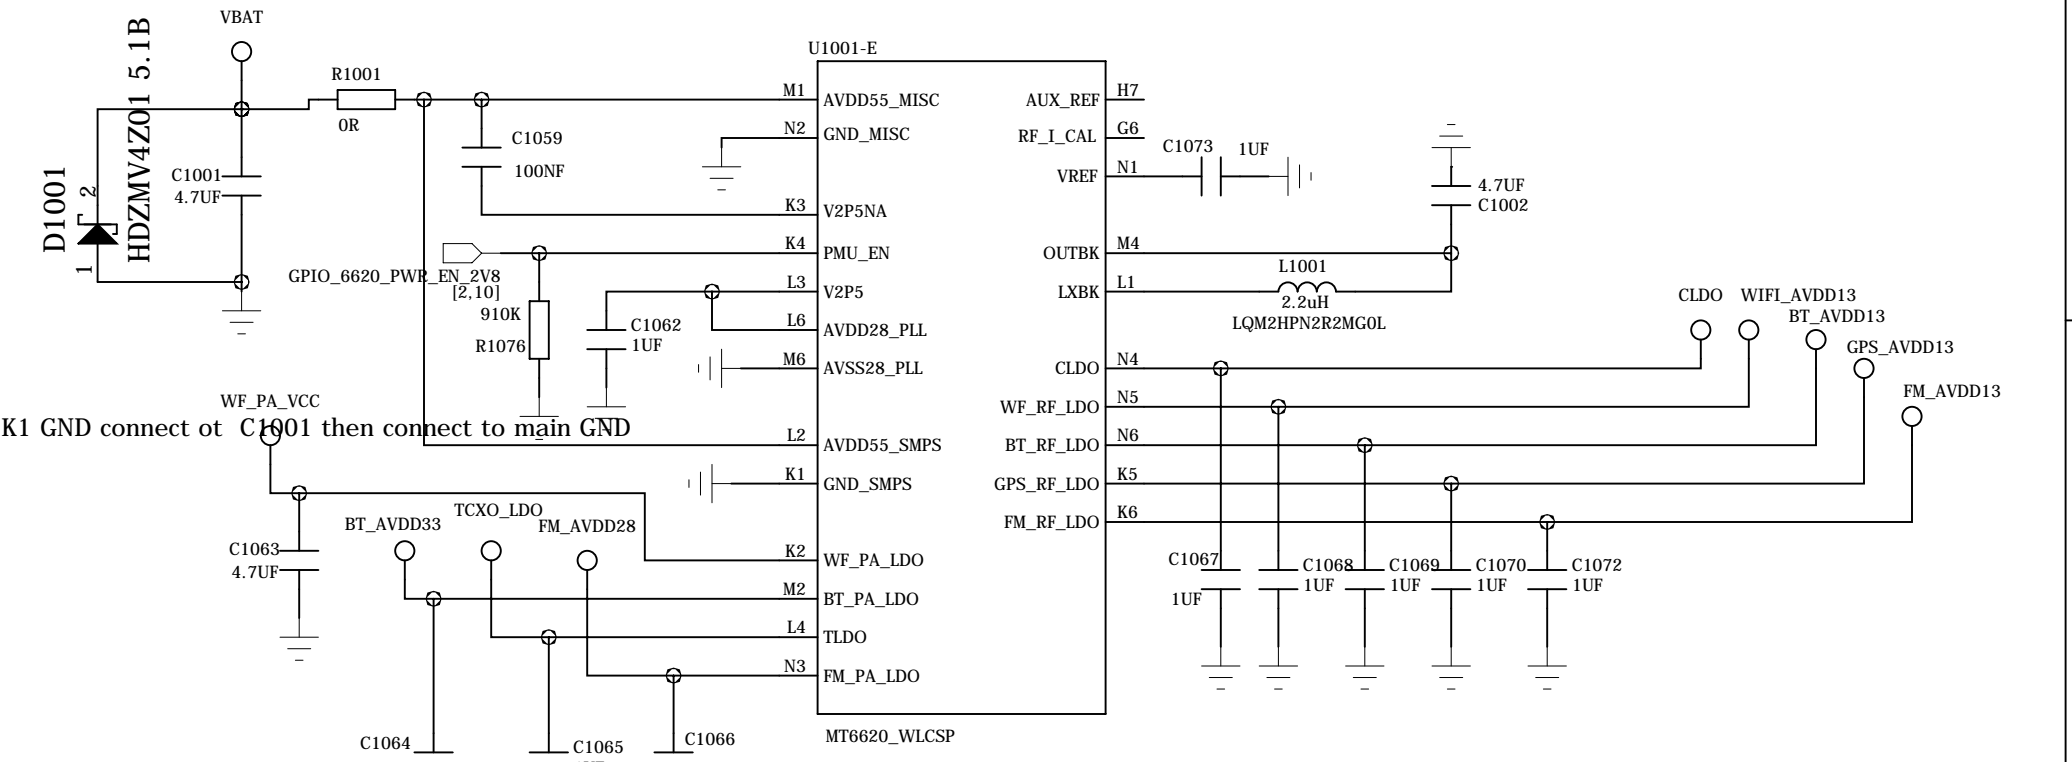 VBAT
D1001
HDZMV4Z01 5.1B
2
1
C1001
4.7UF
R1001
0R
C1059
100NF
GPIO_6620_PWR_EN_2V8
[2,10]
910K
R1076
C1062
1UF
WF_PA_VCC
K1 GND connect ot C1001 then connect to main GND
C1063
4.7UF
BT_AVDD33
TCXO_LDO
FM_AVDD28
C1064
C1065
C1066
U1001-E
M1 AVDD55_MISC
N2 GND_MISC
K3 V2P5NA
K4 PMU_EN
L3 V2P5
L6 AVDD28_PLL
M6 AVSS28_PLL
L2 AVDD55_SMPS
K1 GND_SMPS
K2 WF_PA_LDO
M2 BT_PA_LDO
L4 TLDO
N3 FM_PA_LDO
AUX_REF H7
RF_I_CAL G6
VREF N1
OUTBK M4
LXBK L1
CLDO N4
WF_RF_LDO N5
BT_RF_LDO N6
GPS_RF_LDO K5
FM_RF_LDO K6
MT6620_WLCSP
C1073 1UF
4.7UF
C1002
L1001
2.2uH
LQM2HPN2R2MG0L
CLDO
WIFI_AVDD13
BT_AVDD13
GPS_AVDD13
FM_AVDD13
C1067
1UF
C1068
1UF
C1069
1UF
C1070
1UF
C1072
1UF